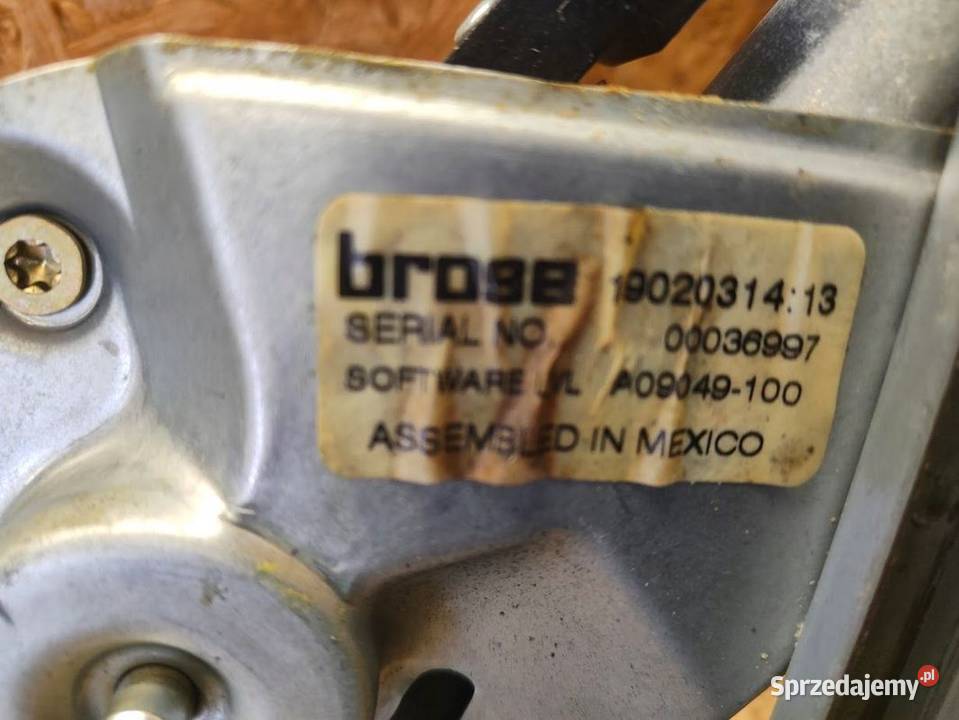 brose 19020314:13
SERIAL NO. 00036997
SOFTWARE LVL A09049-100
ASSEMBLED IN MEXICO
Sprzedajemy.pl